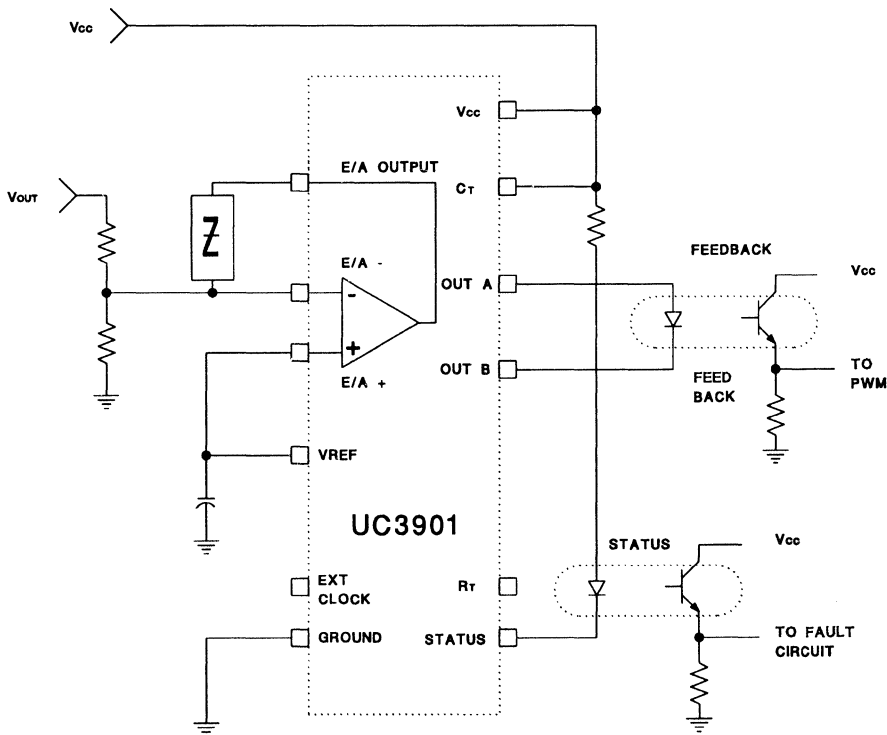 Vcc
Vcc
E/A OUTPUT
CT
VOUT
Z
FEEDBACK
E/A -
OUT A
Vcc
-
+
OUT B
TO
PWM
E/A +
FEED
BACK
VREF
UC3901
STATUS
Vcc
EXT
CLOCK
RT
GROUND
STATUS
TO FAULT
CIRCUIT